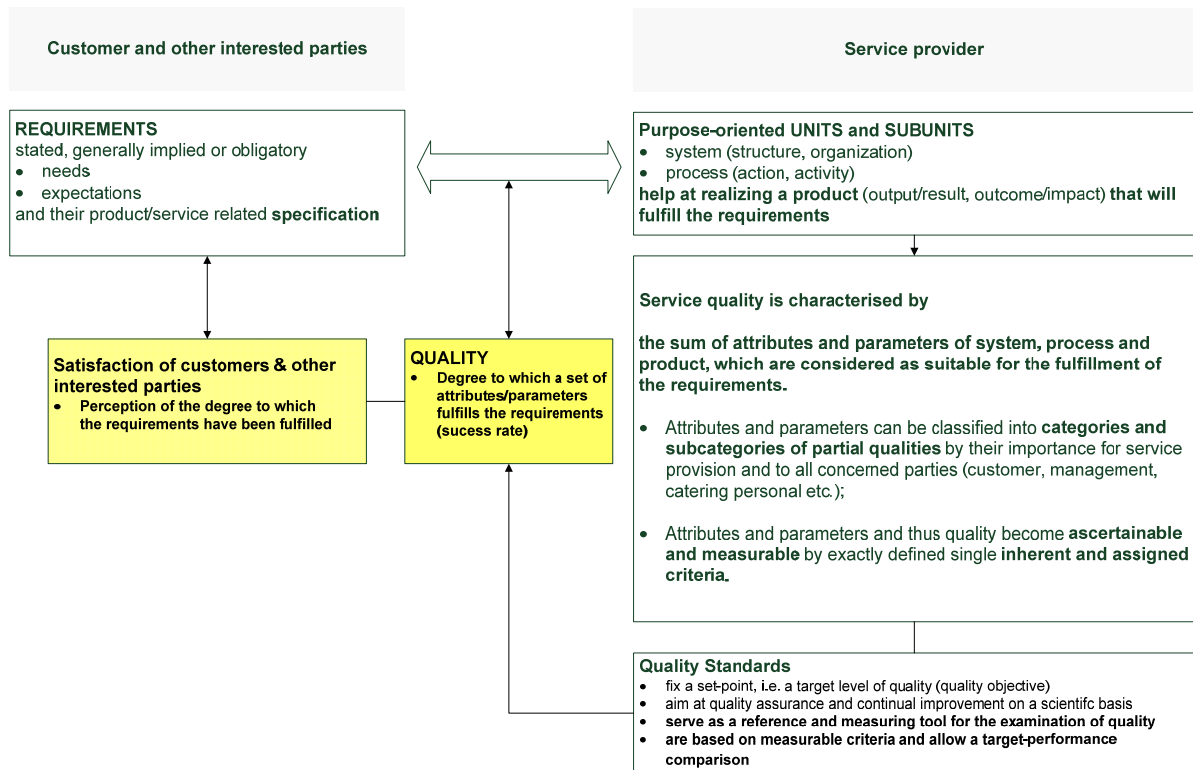 Customer and other interested parties
Service provider
REQUIREMENTS
stated, generally implied or obligatory
• needs
• expectations
and their product/service related specification
Purpose-oriented UNITS and SUBUNITS
• system (structure, organization)
• process (action, activity)
help at realizing a product (output/result, outcome/impact) that will
fulfill the requirements
Satisfaction of customers & other
interested parties
• Perception of the degree to which
the requirements have been fulfilled
QUALITY
• Degree to which a set of
attributes/parameters
fulfills the requirements
(sucess rate)
Service quality is characterised by
the sum of attributes and parameters of system, process and
product, which are considered as suitable for the fulfillment of
the requirements.
• Attributes and parameters can be classified into categories and
subcategories of partial qualities by their importance for service
provision and to all concerned parties (customer, management,
catering personal etc.);
• Attributes and parameters and thus quality become ascertainable
and measurable by exactly defined single inherent and assigned
criteria.
Quality Standards
• fix a set-point, i.e. a target level of quality (quality objective)
• aim at quality assurance and continual improvement on a scientifc basis
• serve as a reference and measuring tool for the examination of quality
• are based on measurable criteria and allow a target-performance
comparison